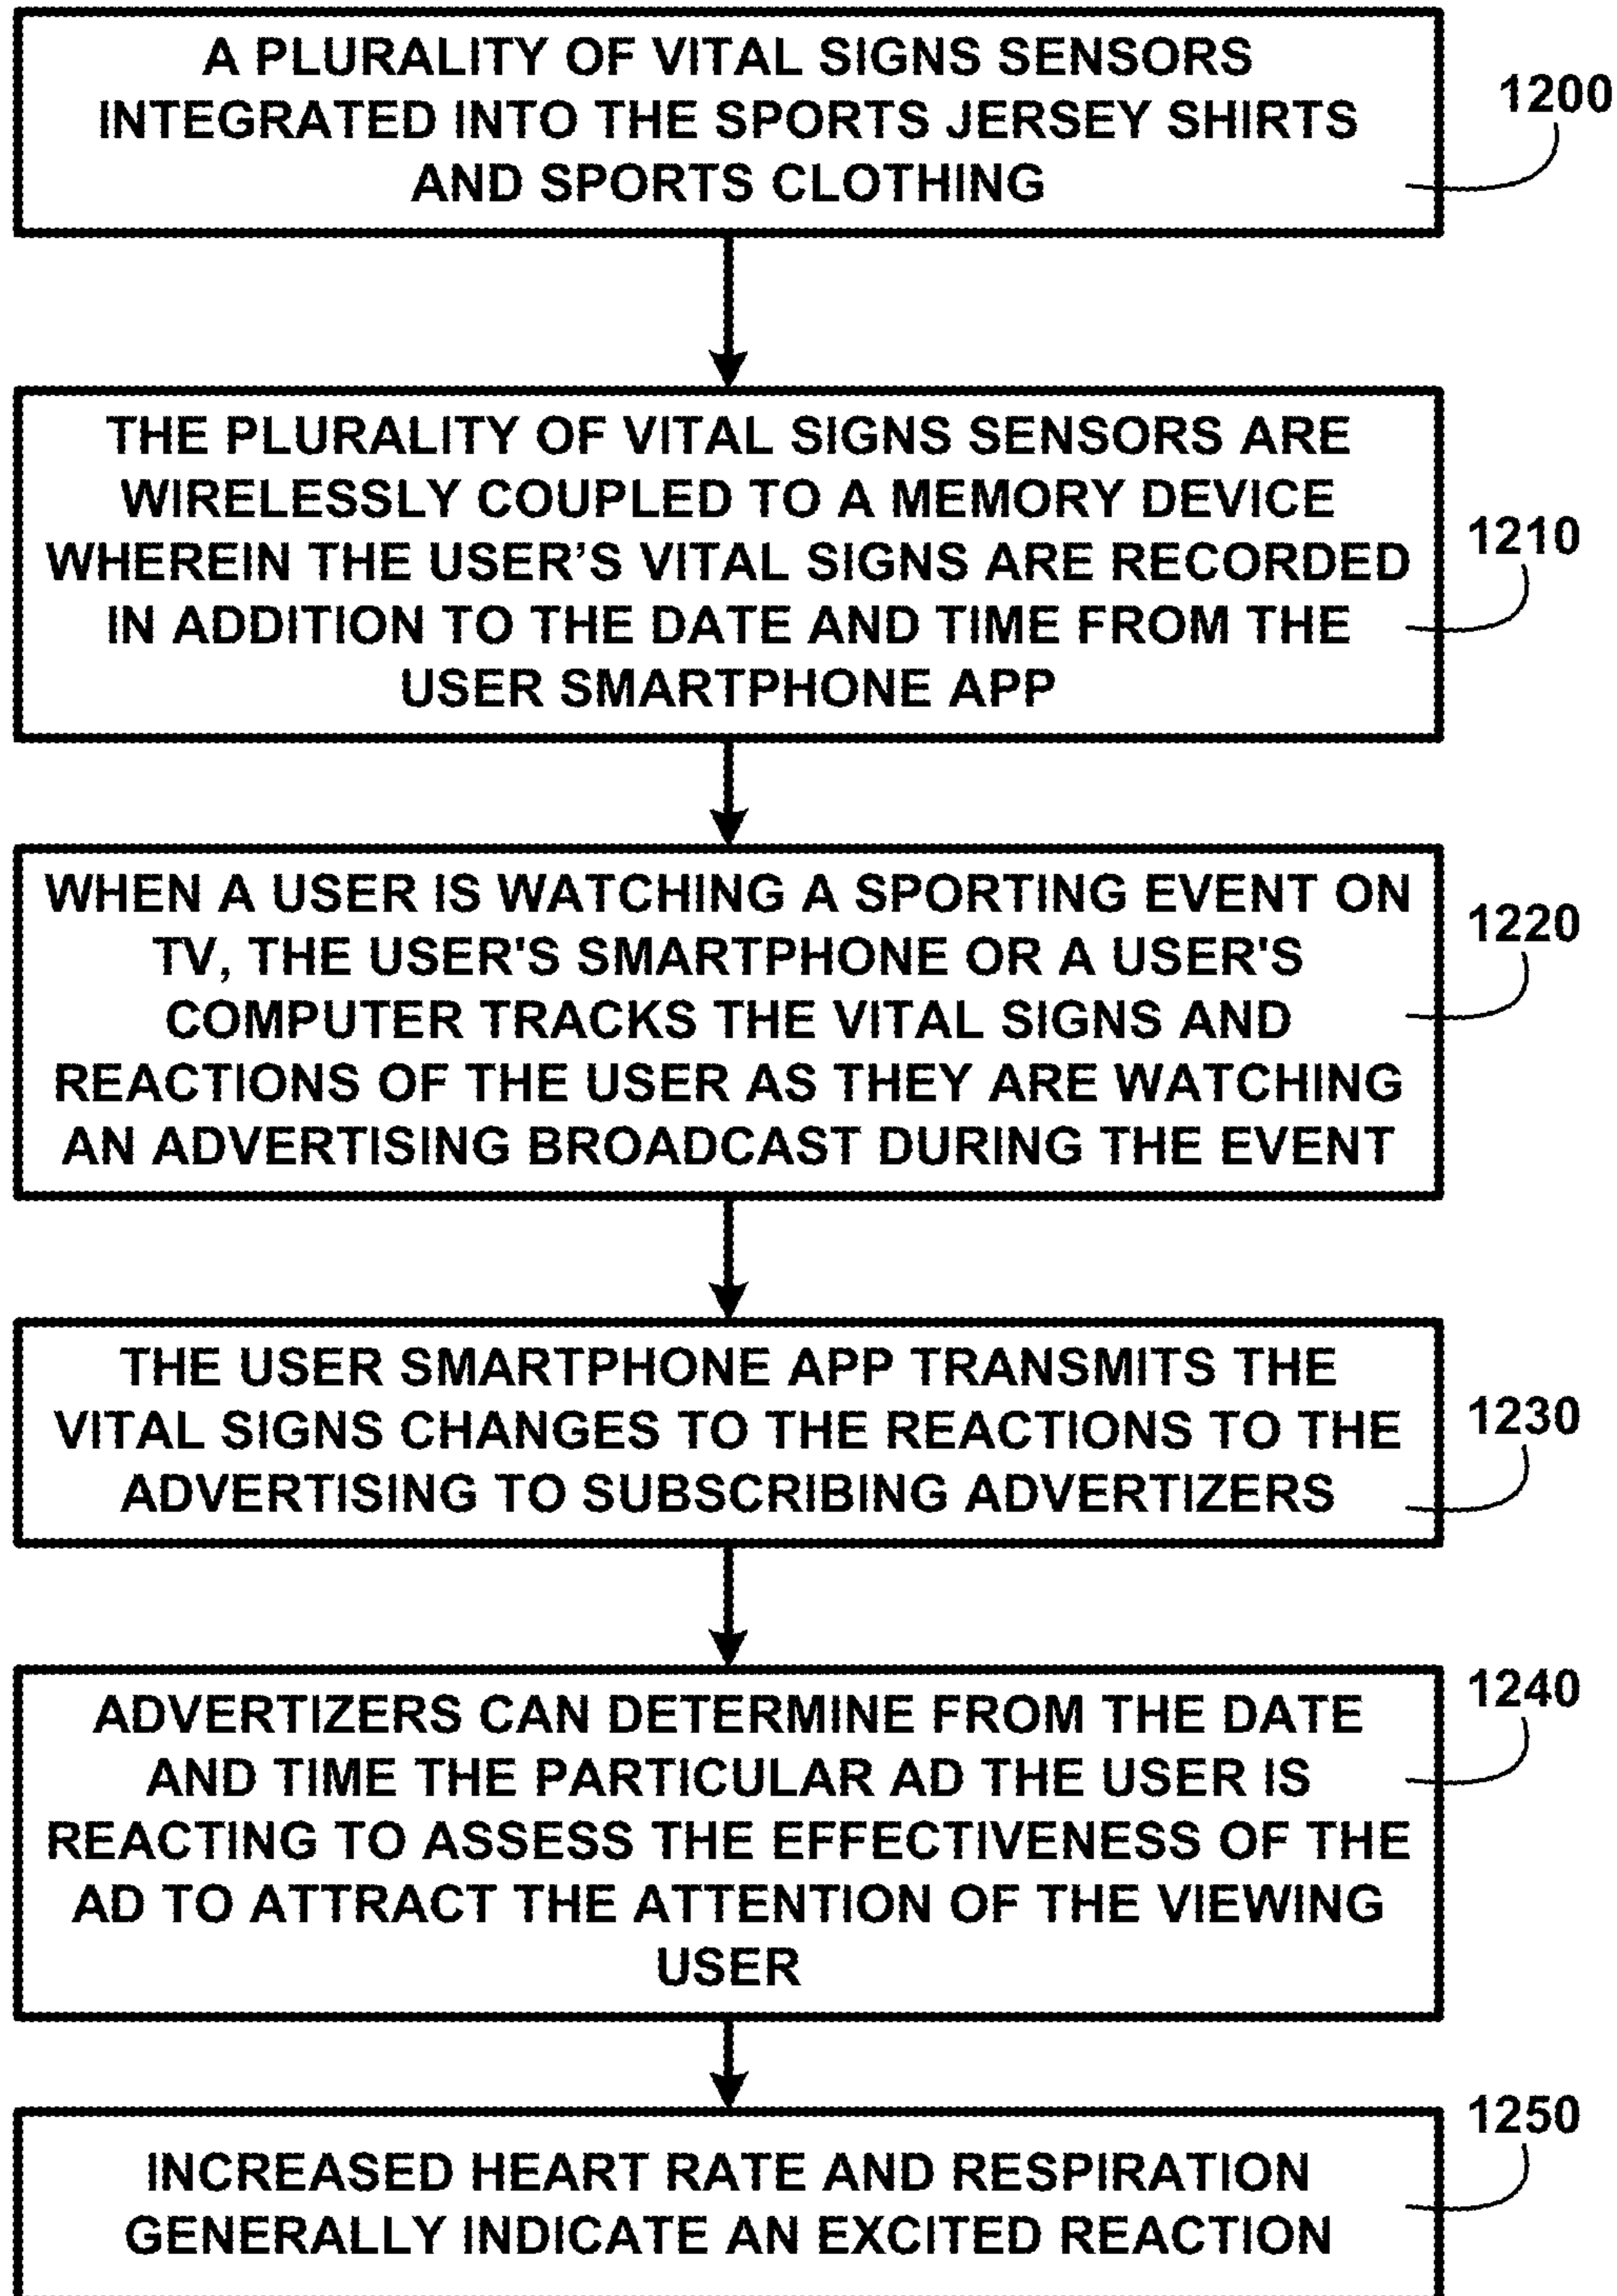 A PLURALITY OF VITAL SIGNS SENSORS
INTEGRATED INTO THE SPORTS JERSEY SHIRTS
AND SPORTS CLOTHING
1200
THE PLURALITY OF VITAL SIGNS SENSORS ARE
WIRELESSLY COUPLED TO A MEMORY DEVICE
WHEREIN THE USER’S VITAL SIGNS ARE RECORDED
IN ADDITION TO THE DATE AND TIME FROM THE
USER SMARTPHONE APP
1210
WHEN A USER IS WATCHING A SPORTING EVENT ON
TV, THE USER'S SMARTPHONE OR A USER'S
COMPUTER TRACKS THE VITAL SIGNS AND
REACTIONS OF THE USER AS THEY ARE WATCHING
AN ADVERTISING BROADCAST DURING THE EVENT
1220
THE USER SMARTPHONE APP TRANSMITS THE
VITAL SIGNS CHANGES TO THE REACTIONS TO THE
ADVERTISING TO SUBSCRIBING ADVERTIZERS
1230
ADVERTIZERS CAN DETERMINE FROM THE DATE
AND TIME THE PARTICULAR AD THE USER IS
REACTING TO ASSESS THE EFFECTIVENESS OF THE
AD TO ATTRACT THE ATTENTION OF THE VIEWING
USER
1240
INCREASED HEART RATE AND RESPIRATION
GENERALLY INDICATE AN EXCITED REACTION
1250